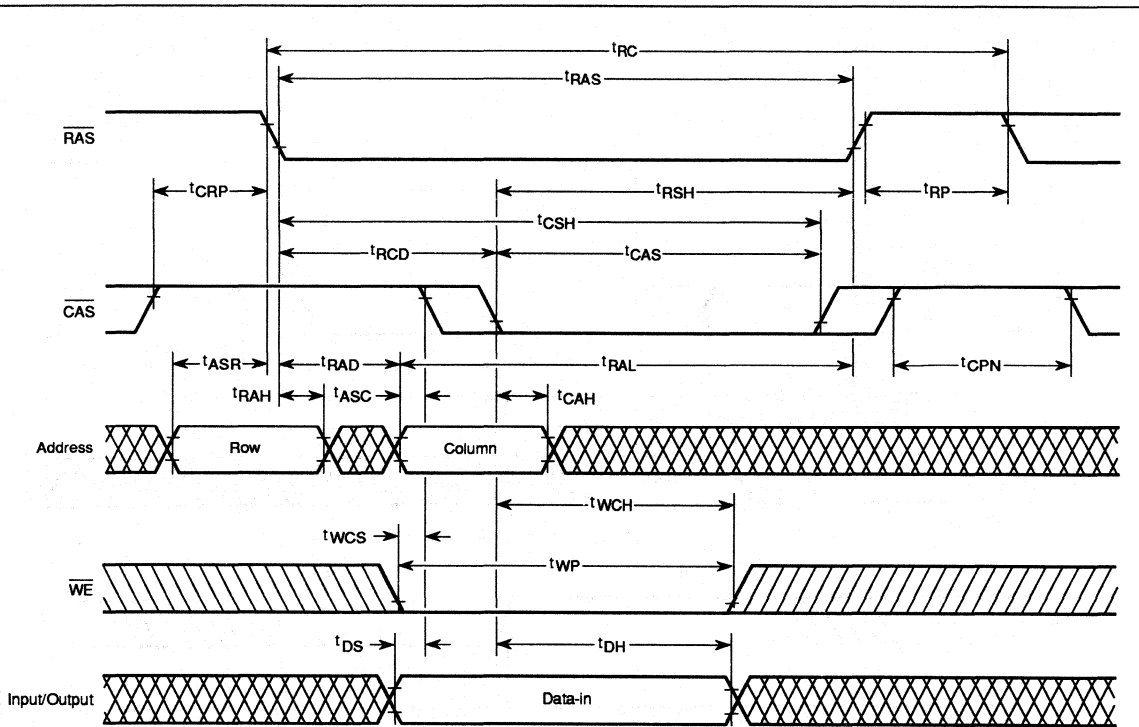 tRC
tRAS
RAS
tCRP
tRSH
tRP
tCSH
tRCD
tCAS
CAS
tASR
tRAD
tRAL
tCPN
tRAH
tASC
tCAH
Address
Row
Column
tWCH
tWCS
tWP
WE
tDS
tDH
Input/Output
Data-in